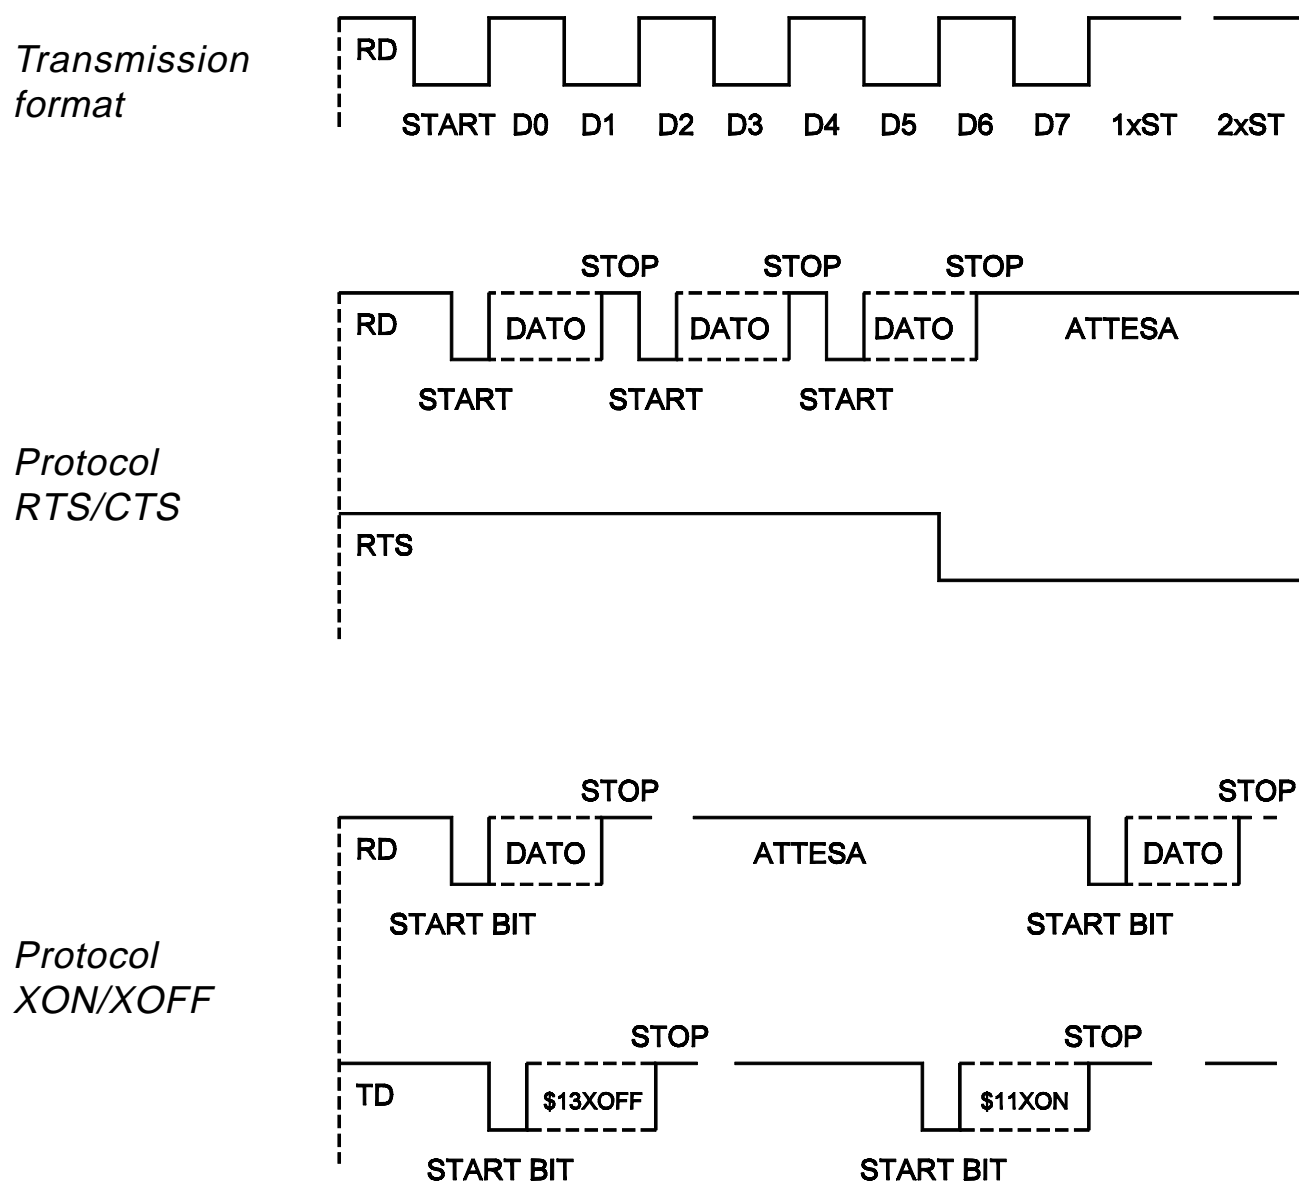 Transmission
format
RD
START D0 D1 D2 D3 D4 D5 D6 D7 1xST 2xST
STOP STOP STOP
RD DATO DATO DATO ATTESA
START START START
Protocol
RTS/CTS
RTS
STOP STOP
RD DATO ATTESA DATO
START BIT START BIT
Protocol
XON/XOFF
STOP STOP
TD $13XOFF $11XON
START BIT START BIT